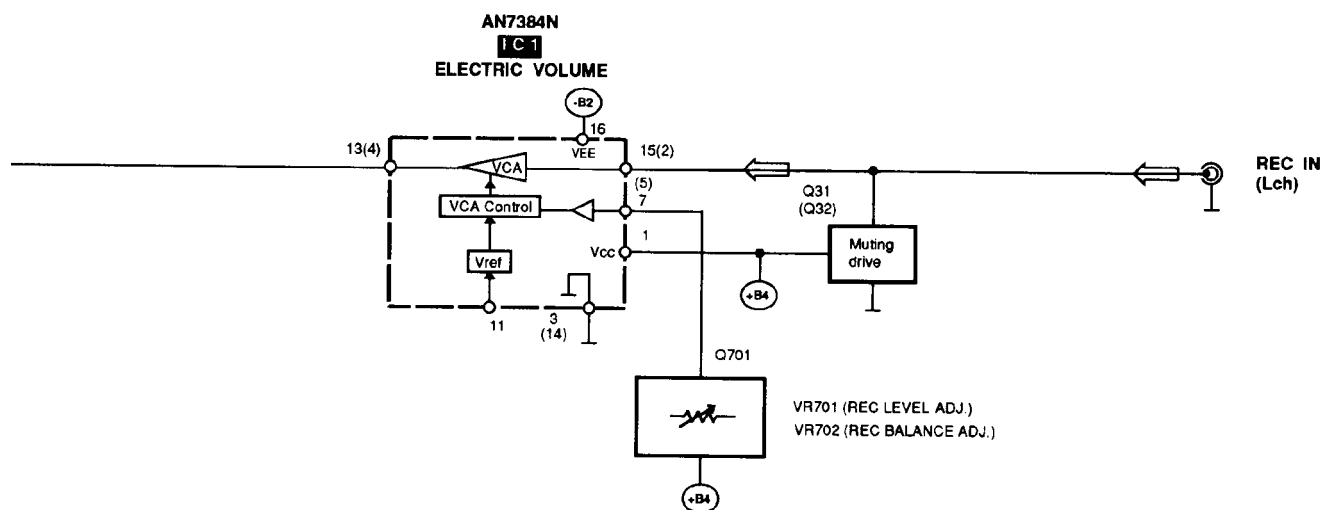 AN7384N
IC1
ELECTRIC VOLUME
-B2
16
VEE
13(4)
VCA
15(2)
REC IN
(Lch)
(5)
7
Q31
(Q32)
VCA Control
1
Vcc
Muting
drive
Vref
+B4
11
3
(14)
Q701
VR701 (REC LEVEL ADJ.)
VR702 (REC BALANCE ADJ.)
+B4